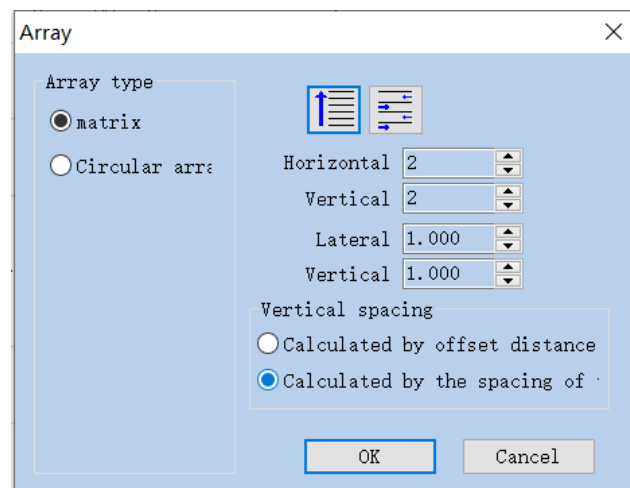 Array
Array type
matrix
Circular arra
Horizontal 2
Vertical 2
Lateral 1.000
Vertical 1.000
Vertical spacing
Calculated by offset distance
Calculated by the spacing of
OK Cancel